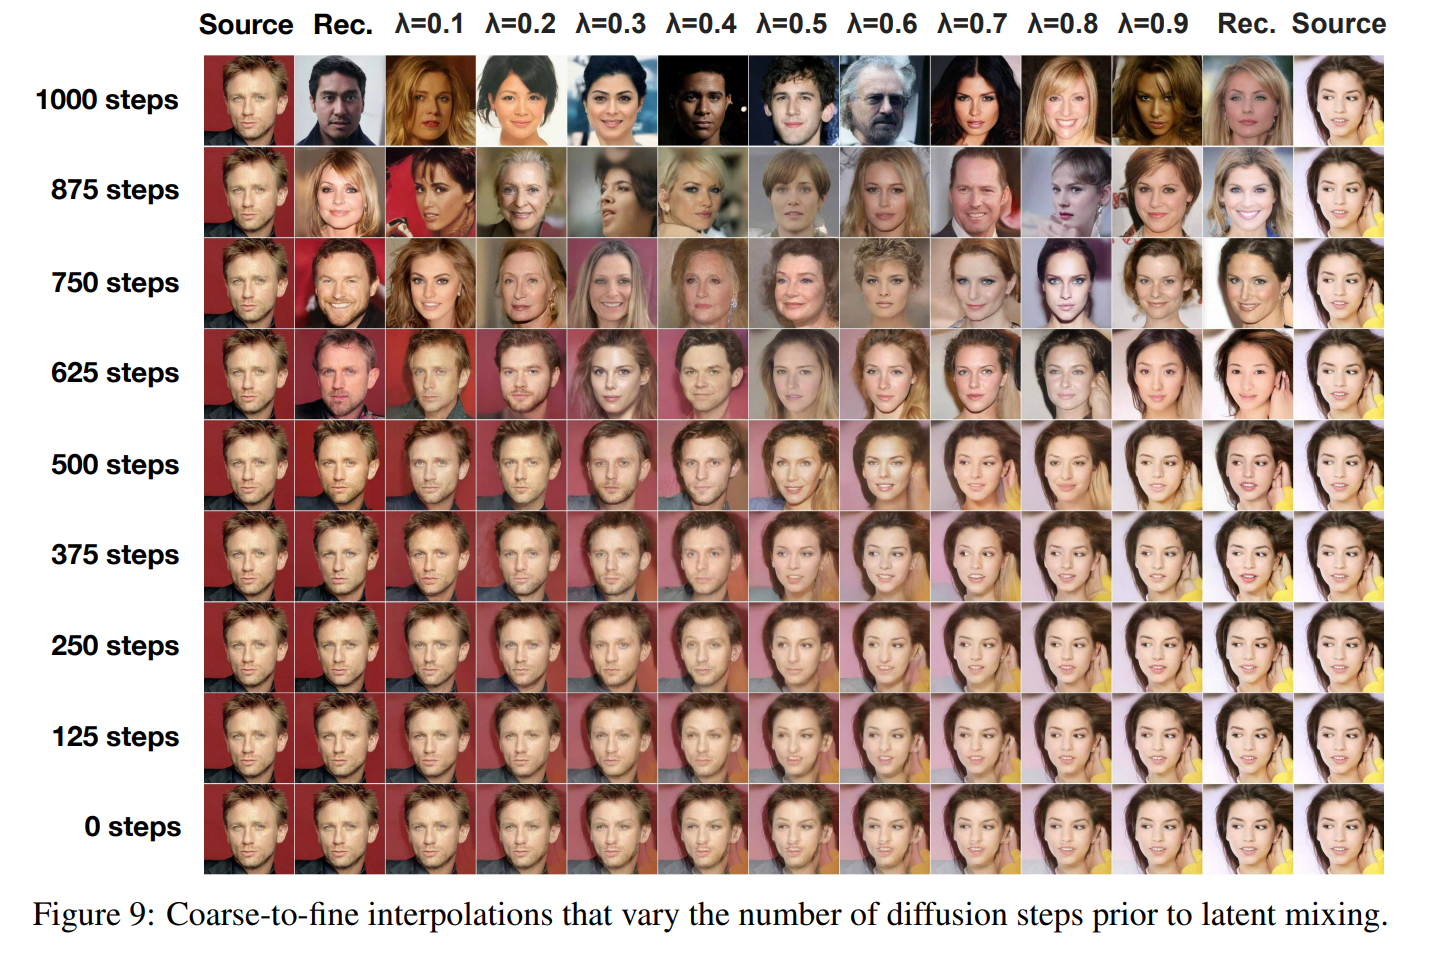 Source Rec. λ=0.1 λ=0.2 λ=0.3 λ=0.4 λ=0.5 λ=0.6 λ=0.7 λ=0.8 λ=0.9 Rec. Source
1000 steps
875 steps
750 steps
625 steps
500 steps
375 steps
250 steps
125 steps
0 steps
Figure 9: Coarse-to-fine interpolations that vary the number of diffusion steps prior to latent mixing.